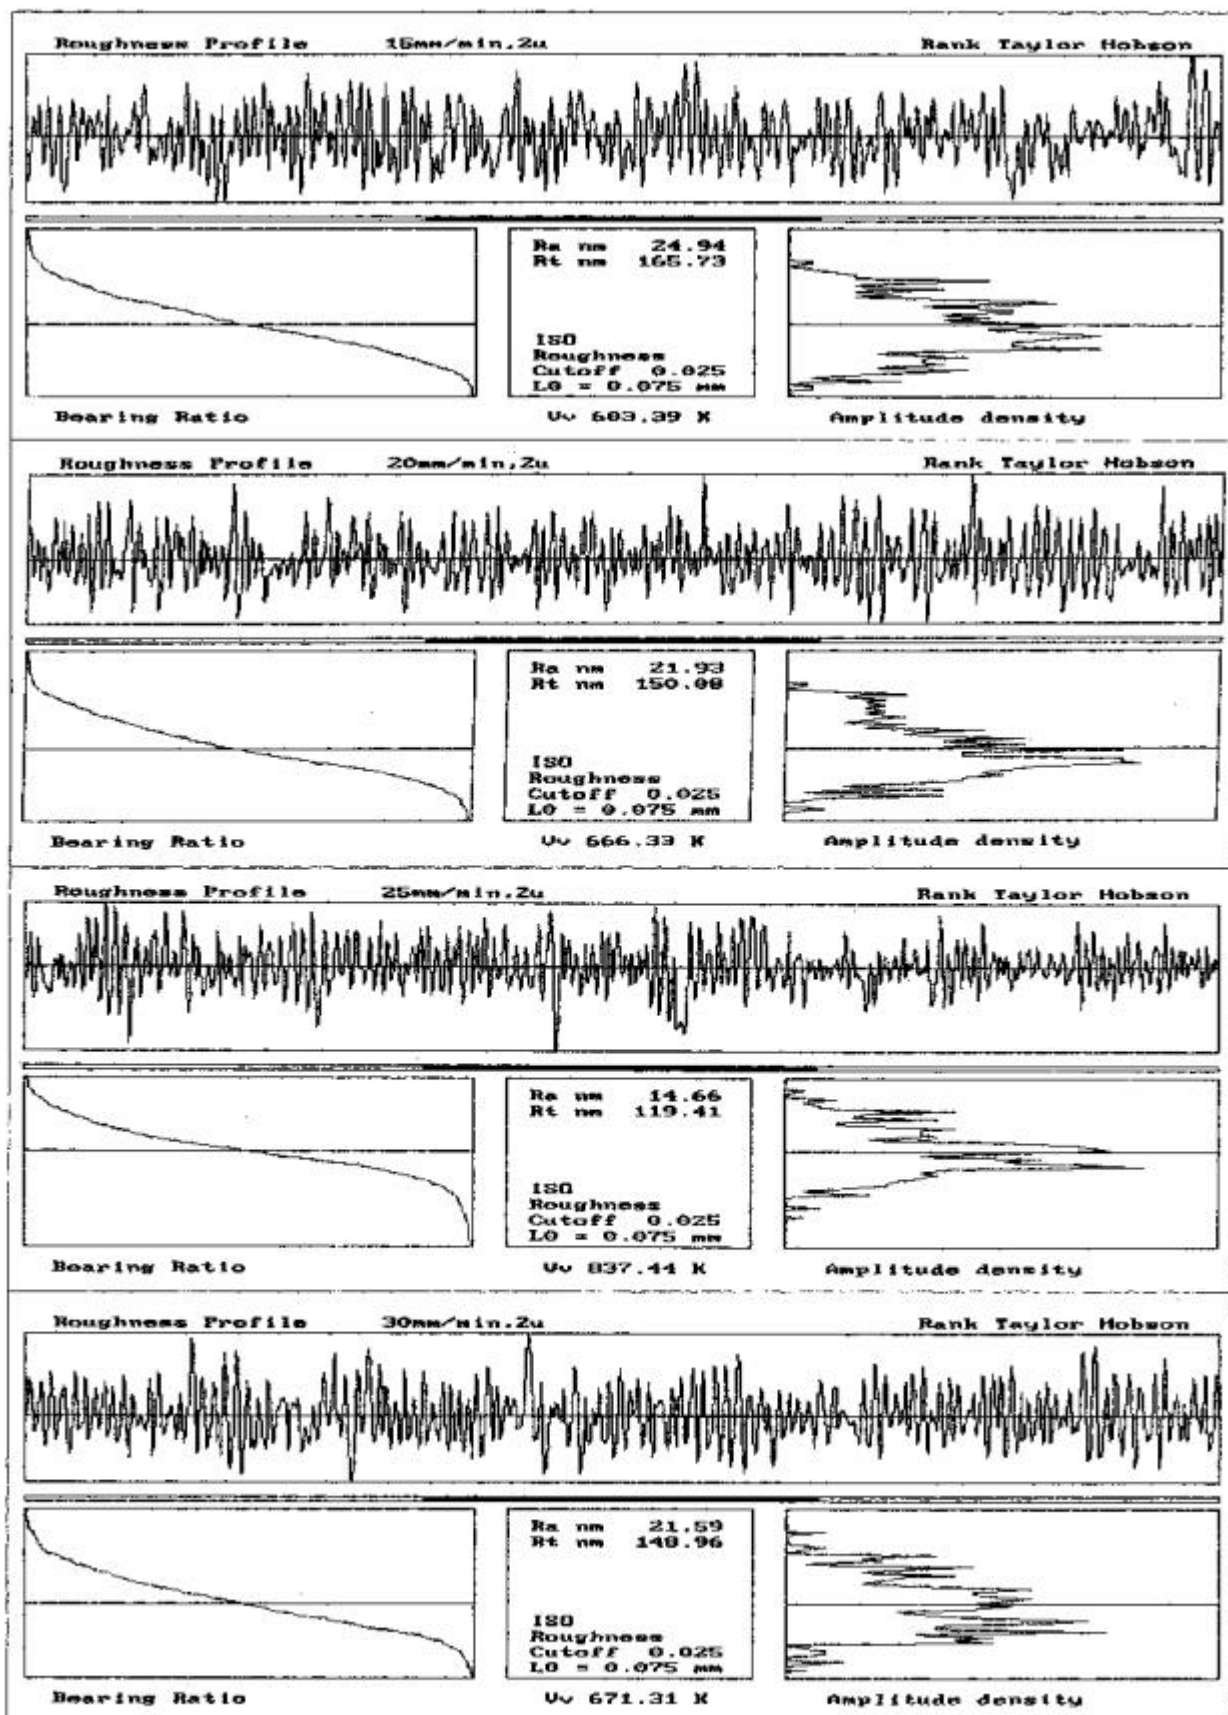 Roughness Profile 15mm/min,2u Rank Taylor Hobson
Ra nm 24.94
Rt nm 165.73
ISO
Roughness
Cutoff 0.025
L0 = 0.075 mm
Bearing Ratio Vv 603.39 X Amplitude density
Roughness Profile 20mm/min,2u Rank Taylor Hobson
Ra nm 21.93
Rt nm 150.08
ISO
Roughness
Cutoff 0.025
L0 = 0.075 mm
Bearing Ratio Vv 666.33 X Amplitude density
Roughness Profile 25mm/min,2u Rank Taylor Hobson
Ra nm 14.66
Rt nm 119.41
ISO
Roughness
Cutoff 0.025
L0 = 0.075 mm
Bearing Ratio Vv 837.44 X Amplitude density
Roughness Profile 30mm/min,2u Rank Taylor Hobson
Ra nm 21.59
Rt nm 148.96
ISO
Roughness
Cutoff 0.025
L0 = 0.075 mm
Bearing Ratio Vv 671.31 X Amplitude density